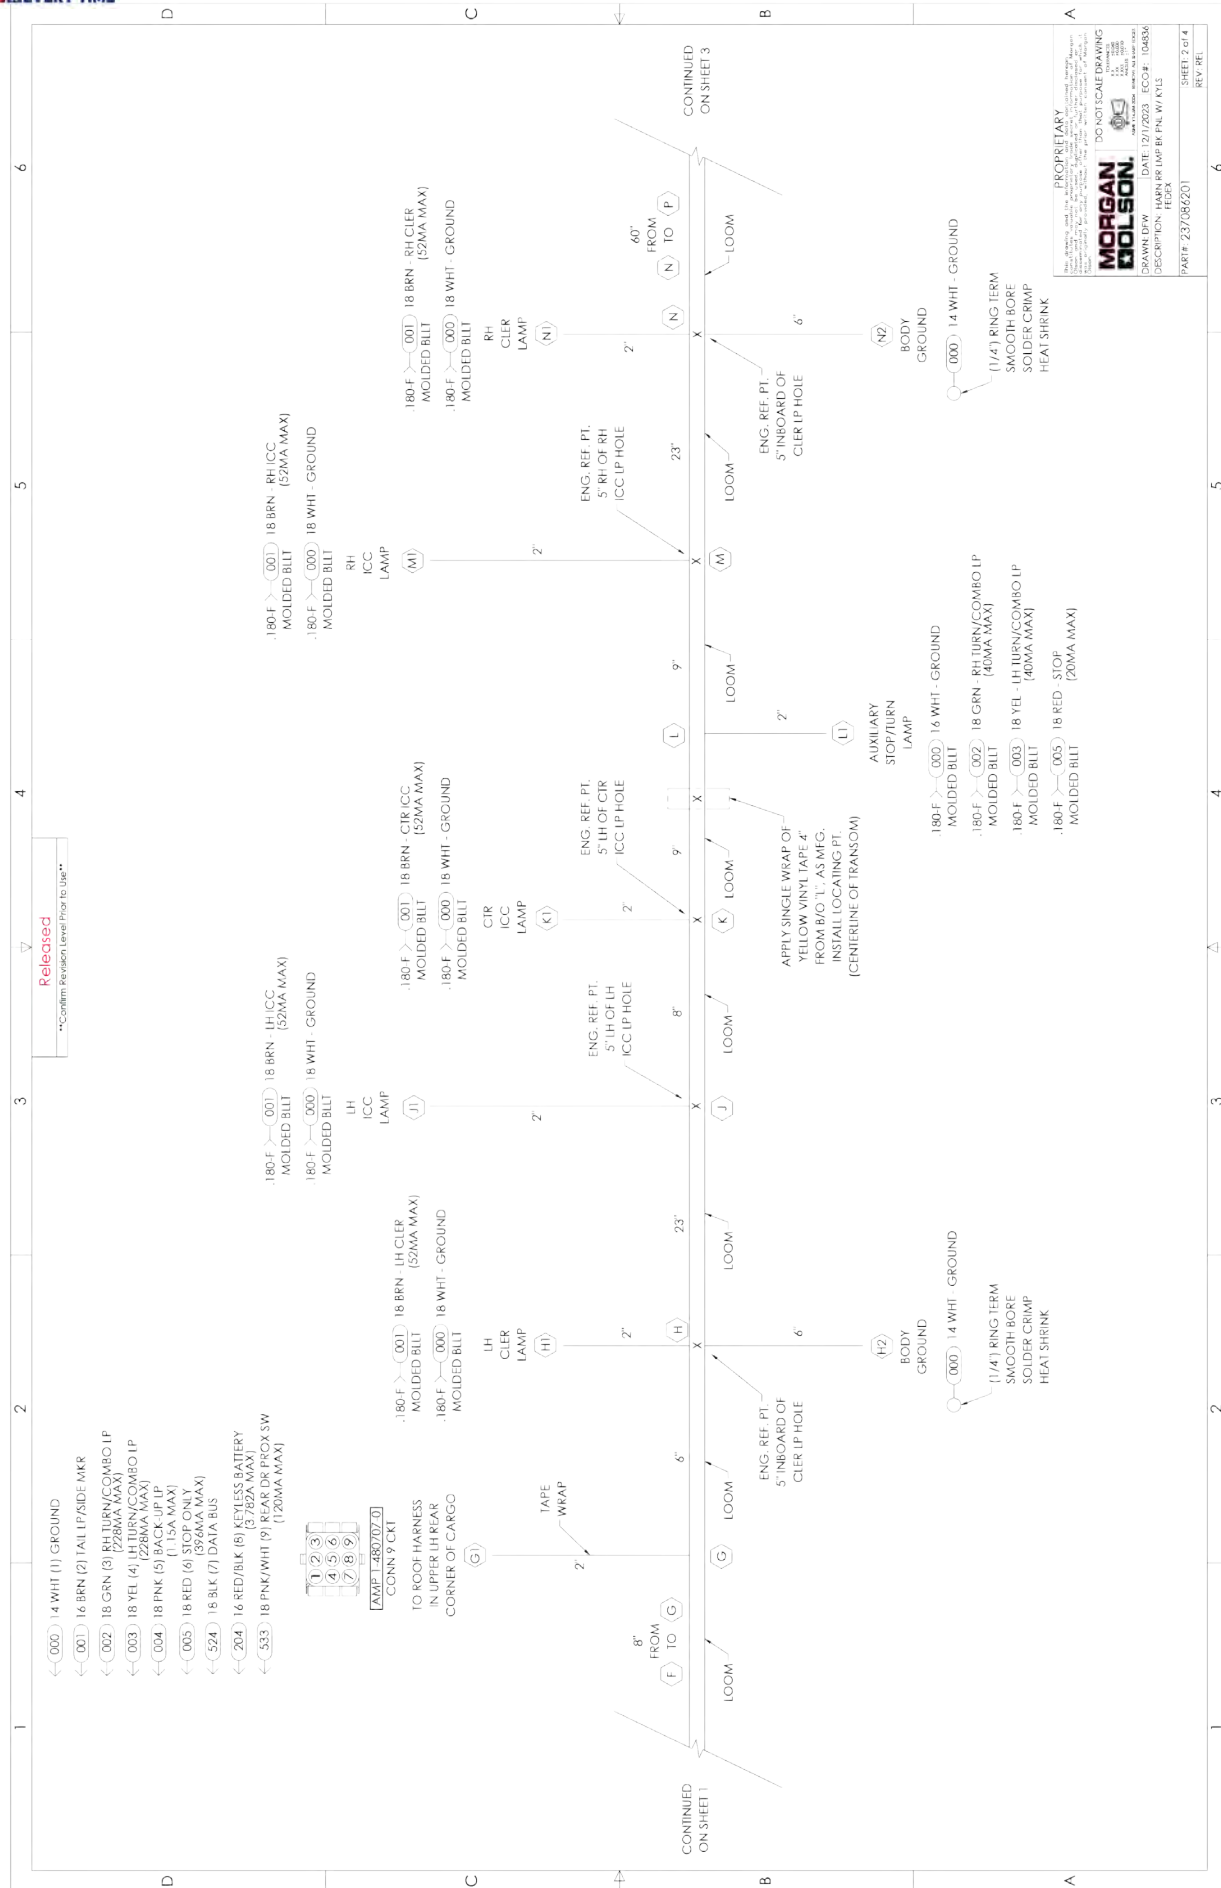 EVERY TIME
Released
**Confirm Revision Level Prior to Use**
1
2
3
4
5
6
D
C
B
A
000 14 WHT (1) GROUND
001 16 BRN (2) TAIL LP/SIDE MKR
002 18 GRN (3) RH TURN/COMBO LP
(228MA MAX)
003 18 YEL (4) LH TURN/COMBO LP
(228MA MAX)
004 18 PNK (5) BACK-UP LP
(1.15A MAX)
005 18 RED (6) STOP ONLY
(396MA MAX)
524 18 BLK (7) DATA BUS
204 16 RED/BLK (8) KEYLESS BATTERY
(3.782A MAX)
533 18 PNK/WHT (9) REAR DR PROX SW
(120MA MAX)
1 2 3
4 5 6
7 8 9
AMP 1-480707-0
CONN 9 CKT
TO ROOF HARNESS
IN UPPER LH REAR
CORNER OF CARGO
G
TAPE
WRAP
2"
CONTINUED
ON SHEET 1
8"
FROM
F TO G
LOOM
G
6"
LOOM
.180-F 001 18 BRN - LH CLER
MOLDED BLLT (52MA MAX)
.180-F 000 18 WHT - GROUND
MOLDED BLLT
LH
CLER
LAMP
H1
2"
H
ENG. REF. PT.
5" INBOARD OF
CLER LP HOLE
6"
H2
BODY
GROUND
000 14 WHT - GROUND
(1/4") RING TERM
SMOOTH BORE
SOLDER CRIMP
HEAT SHRINK
23"
LOOM
.180-F 001 18 BRN - LH ICC
MOLDED BLLT (52MA MAX)
.180-F 000 18 WHT - GROUND
MOLDED BLLT
LH
ICC
LAMP
J1
2"
ENG. REF. PT.
5" LH OF LH
ICC LP HOLE
J
8"
LOOM
.180-F 001 18 BRN - CTR ICC
MOLDED BLLT (52MA MAX)
.180-F 000 18 WHT - GROUND
MOLDED BLLT
CTR
ICC
LAMP
K1
2"
ENG. REF. PT.
5" LH OF CTR
ICC LP HOLE
K
9"
LOOM
APPLY SINGLE WRAP OF
YELLOW VINYL TAPE 4"
FROM B/O "L", AS MFG.
INSTALL LOCATING PT.
(CENTERLINE OF TRANSOM)
L
2"
L1
AUXILIARY
STOP/TURN
LAMP
.180-F 000 16 WHT - GROUND
MOLDED BLLT
.180-F 002 18 GRN - RH TURN/COMBO LP
MOLDED BLLT (40MA MAX)
.180-F 003 18 YEL - LH TURN/COMBO LP
MOLDED BLLT (40MA MAX)
.180-F 005 18 RED - STOP
MOLDED BLLT (20MA MAX)
9"
LOOM
.180-F 001 18 BRN - RH ICC
MOLDED BLLT (52MA MAX)
.180-F 000 18 WHT - GROUND
MOLDED BLLT
RH
ICC
LAMP
M1
2"
ENG. REF. PT.
5" RH OF RH
ICC LP HOLE
M
23"
LOOM
.180-F 001 18 BRN - RH CLER
MOLDED BLLT (52MA MAX)
.180-F 000 18 WHT - GROUND
MOLDED BLLT
RH
CLER
LAMP
N1
2"
N
ENG. REF. PT.
5" INBOARD OF
CLER LP HOLE
6"
N2
BODY
GROUND
000 14 WHT - GROUND
(1/4") RING TERM
SMOOTH BORE
SOLDER CRIMP
HEAT SHRINK
60"
FROM
N TO P
LOOM
CONTINUED
ON SHEET 3
PROPRIETARY
MORGAN
OLSON.
DO NOT SCALE DRAWING
DRAWN: DFW DATE: 12/1/2023 ECO#: 104836
DESCRIPTION: HARN RR LMP BK PNL W/ KYLS
FEDEX
PART#: 237086201
SHEET: 2 of 4
REV: REL
D
C
B
A
1
2
3
4
5
6